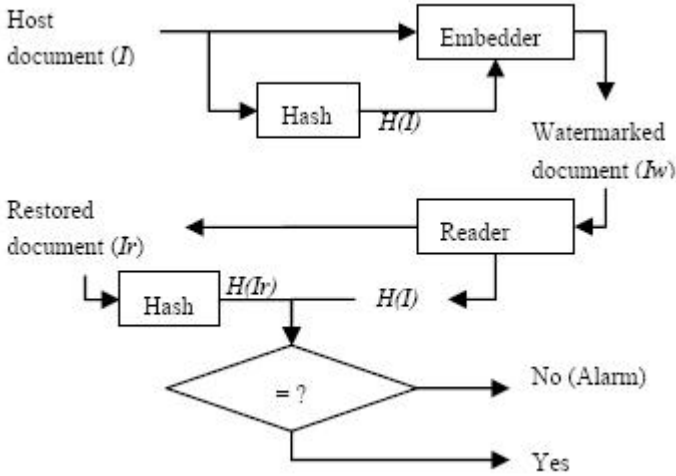 Host
document (I)
Embedder
Hash
H(I)
Watermarked
document (Iw)
Restored
document (Ir)
Reader
Hash
H(Ir)
H(I)
= ?
No (Alarm)
Yes